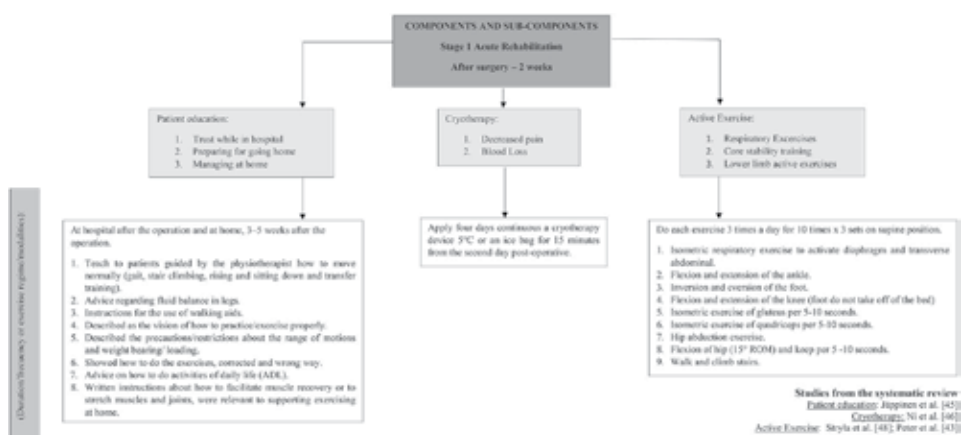 COMPONENTS AND SUB-COMPONENTS
Stage 1 Acute Rehabilitation
After surgery – 2 weeks
Patient education:
1. Trust while in hospital
2. Preparing for going home
3. Managing at home
Cryotherapy:
1. Decreased pain
2. Blood Loss
Active Exercise:
1. Respiratory Excercises
2. Core stability training
3. Lower limb active exercises
(Duration/frecuency or exercise regime/modalities)
At hospital after the operation and at home, 3–5 weeks after the
operation.
1. Teach to patients guided by the physiotherapist how to move
normally (gait, stair climbing, rising and sitting down and transfer
training).
2. Advice regarding fluid balance in legs.
3. Instructions for the use of walking aids.
4. Described as the vision of how to practice/exercise properly.
5. Described the precautions/restrictions about the range of motions
and weight bearing/ loading.
6. Showed how to do the exercises, corrected and wrong way.
7. Advice on how to do activities of daily life (ADL).
8. Written instructions about how to facilitate muscle recovery or to
stretch muscles and joints, were relevant to supporting exercising
at home.
Apply four days continuous a cryotherapy
device 5°C or an ice bag for 15 minutes
from the second day post-operative.
Do each exercise 3 times a day for 10 times x 3 sets on supine position.
1. Isometric respiratory exercise to activate diaphragm and transverse
abdominal.
2. Flexion and extension of the ankle.
3. Inversion and eversion of the foot.
4. Flexion and extension of the knee (foot do not take off of the bed)
5. Isometric exercise of gluteus per 5-10 seconds.
6. Isometric exercise of quadriceps per 5-10 seconds.
7. Hip abduction exercise.
8. Flexion of hip (15° ROM) and keep per 5 -10 seconds.
9. Walk and climb stairs.
Studies from the systematic review
Patient education: Jäppinen et al. [45]
Cryotherapy: Ni et al. [46]
Active Exercise: Stryla et al. [48]; Peter et al. [43]